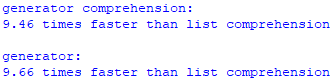 generator comprehension:
9.46 times faster than list comprehension
generator:
9.66 times faster than list comprehension